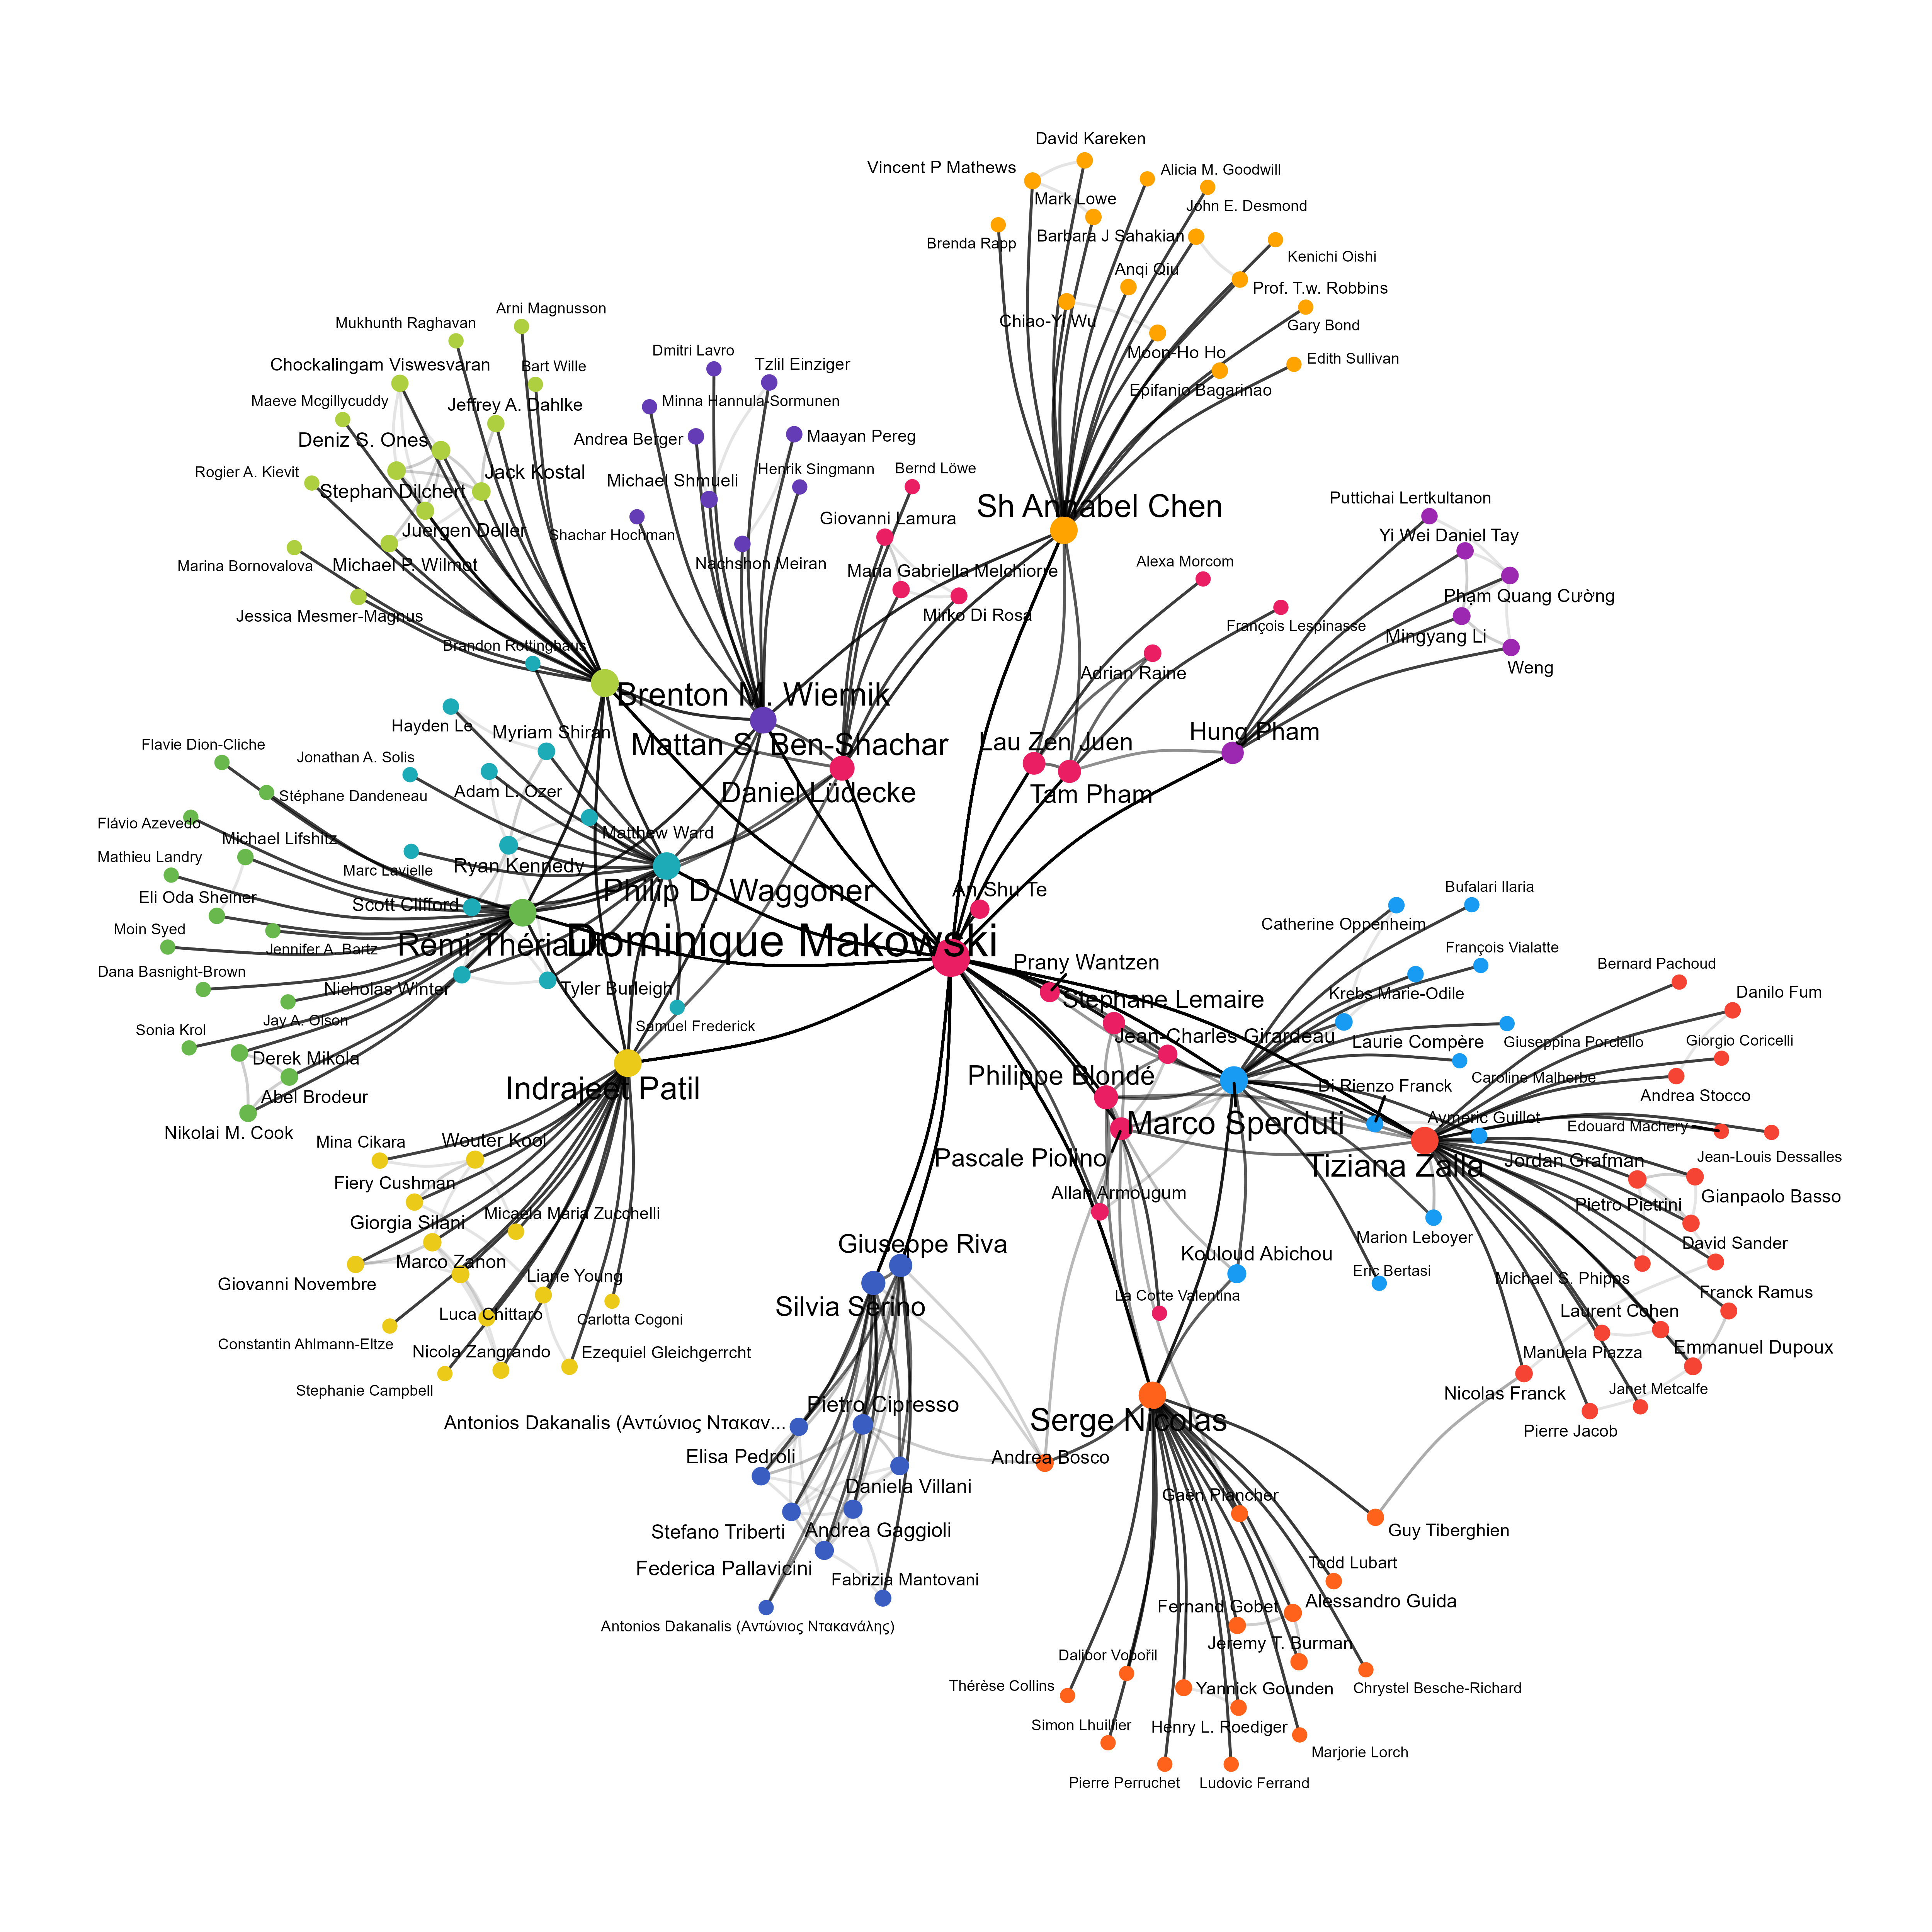 David Kareken
Vincent P Mathews
Alicia M. Goodwill
Mark Lowe
John E. Desmond
Brenda Rapp
Barbara J Sahakian
Kenichi Oishi
Anqi Qiu
Prof. T.w. Robbins
Chiao-Yi Wu
Gary Bond
Moon-Ho Ho
Edith Sullivan
Epifanio Bagarinao
Sh Annabel Chen
Arni Magnusson
Mukhunth Raghavan
Chockalingam Viswesvaran
Bart Wille
Maeve Mcgillycuddy
Jeffrey A. Dahlke
Deniz S. Ones
Rogier A. Kievit
Jack Kostal
Stephan Dilchert
Juergen Deller
Marina Bornovalova
Michael P. Wilmot
Jessica Mesmer-Magnus
Brandon Rottinghaus
Brenton M. Wiernik
Dmitri Lavro
Tzlil Einziger
Minna Hannula-Sormunen
Andrea Berger
Maayan Pereg
Henrik Singmann
Michael Shmueli
Shachar Hochman
Nachshon Meiran
Mattan S. Ben-Shachar
Bernd Löwe
Giovanni Lamura
Maria Gabriella Melchiorre
Mirko Di Rosa
Daniel Lüdecke
Alexa Morcom
François Lespinasse
Adrian Raine
Lau Zen Juen
Tam Pham
Puttichai Lertkultanon
Yi Wei Daniel Tay
Phạm Quang Cường
Mingyang Li
Weng
Hung Pham
Hayden Le
Myriam Shiran
Flavie Dion-Cliche
Jonathan A. Solis
Adam L. Ozer
Stéphane Dandeneau
Flávio Azevedo
Michael Lifshitz
Matthew Ward
Mathieu Landry
Marc Lavielle
Ryan Kennedy
Eli Oda Sheiner
Scott Clifford
Philip D. Waggoner
Moin Syed
Jennifer A. Bartz
Rémi Thériault
Dominique Makowski
An Shu Te
Dana Basnight-Brown
Nicholas Winter
Tyler Burleigh
Jay A. Olson
Samuel Frederick
Sonia Krol
Derek Mikola
Abel Brodeur
Nikolai M. Cook
Indrajeet Patil
Mina Cikara
Wouter Kool
Fiery Cushman
Giorgia Silani
Micaela Maria Zucchelli
Marco Zanon
Giovanni Novembre
Liane Young
Luca Chittaro
Carlotta Cogoni
Constantin Ahlmann-Eltze
Nicola Zangrando
Ezequiel Gleichgerrcht
Stephanie Campbell
Prany Wantzen
Stephane Lemaire
Jean-Charles Girardeau
Philippe Blondé
Marco Sperduti
Pascale Piolino
Allan Armougum
Bufalari Ilaria
Catherine Oppenheim
François Vialatte
Krebs Marie-Odile
Laurie Compère
Giuseppina Porciello
Caroline Malherbe
Di Rienzo Franck
Aymeric Guillot
Bernard Pachoud
Danilo Fum
Giorgio Coricelli
Andrea Stocco
Edouard Machery
Jean-Louis Dessalles
Tiziana Zalla
Jordan Grafman
Pietro Pietrini
Gianpaolo Basso
Marion Leboyer
David Sander
Eric Bertasi
Michael S. Phipps
Franck Ramus
Laurent Cohen
Emmanuel Dupoux
Manuela Piazza
Nicolas Franck
Janet Metcalfe
Pierre Jacob
Kouloud Abichou
La Corte Valentina
Giuseppe Riva
Silvia Serino
Pietro Cipresso
Antonios Dakanalis (Αντώνιος Ντακαν...
Elisa Pedroli
Daniela Villani
Stefano Triberti
Andrea Gaggioli
Federica Pallavicini
Fabrizia Mantovani
Antonios Dakanalis (Αντώνιος Ντακανάλης)
Serge Nicolas
Andrea Bosco
Gaën Plancher
Guy Tiberghien
Todd Lubart
Fernand Gobet
Alessandro Guida
Jeremy T. Burman
Dalibor Vobořil
Thérèse Collins
Yannick Gounden
Chrystel Besche-Richard
Simon Lhuillier
Henry L. Roediger
Marjorie Lorch
Pierre Perruchet
Ludovic Ferrand